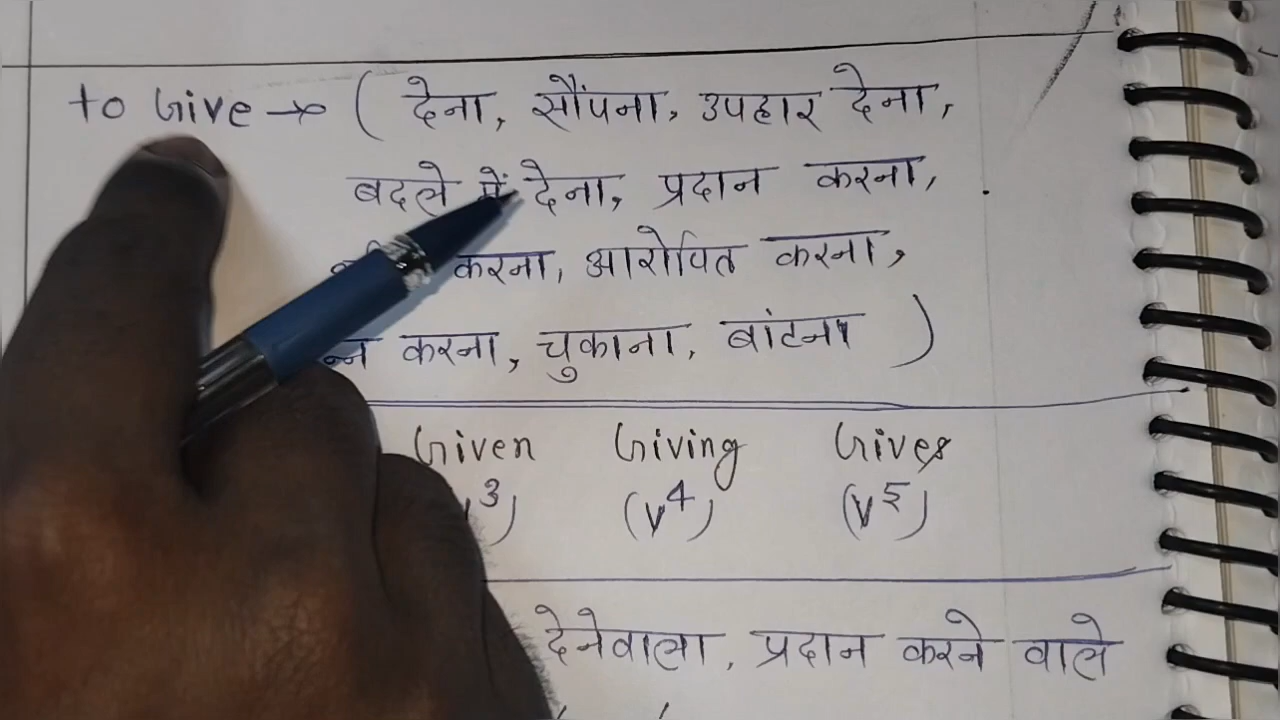 to Give → ( देना, सौंपना, उपहार देना,
बदले में देना, प्रदान करना,
करना, आरोपित करना,
करना, चुकाना, बांटना )
Given Giving Gives
(V⁴) (V⁵)
देनेवाला, प्रदान करने वाले